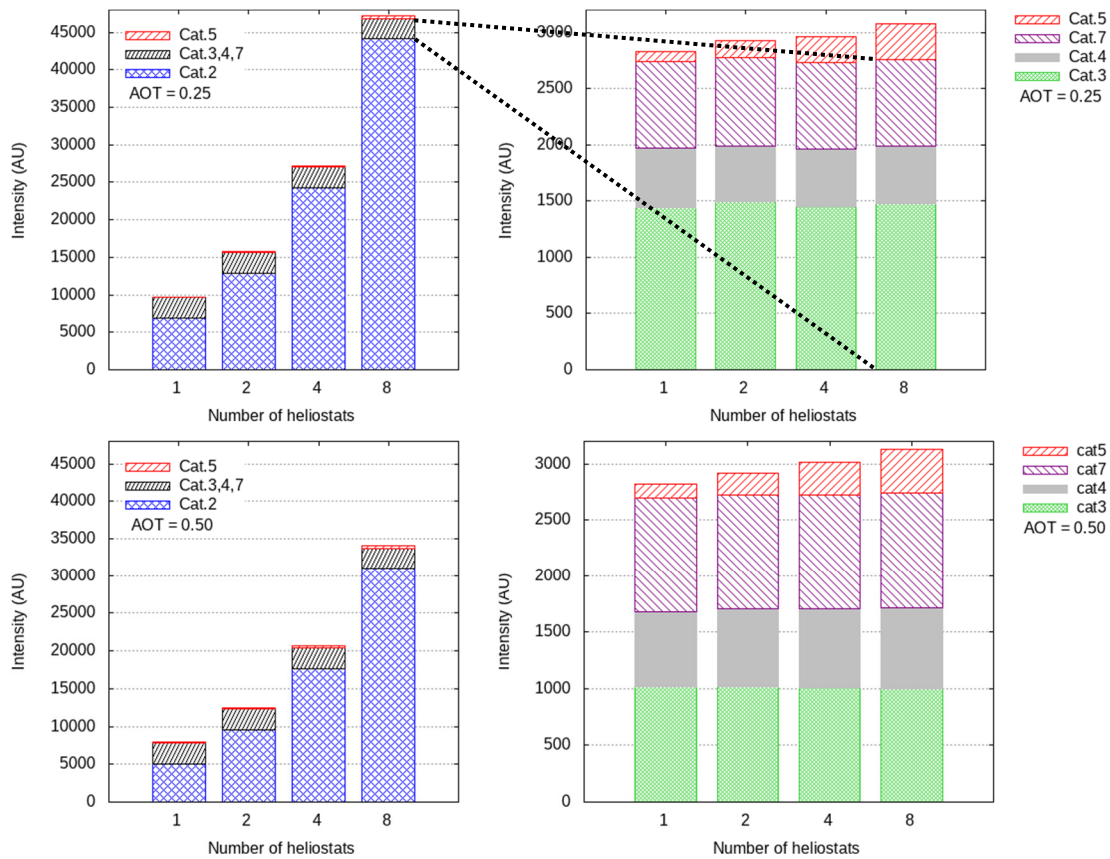 Intensity (AU)
45000
40000
35000
30000
25000
20000
15000
10000
5000
0
Cat.5
Cat.3,4,7
Cat.2
AOT = 0.25
1 2 4 8
Number of heliostats
Intensity (AU)
3000
2500
2000
1500
1000
500
0
1 2 4 8
Number of heliostats
Cat.5
Cat.7
Cat.4
Cat.3
AOT = 0.25
Intensity (AU)
45000
40000
35000
30000
25000
20000
15000
10000
5000
0
Cat.5
Cat.3,4,7
Cat.2
AOT = 0.50
1 2 4 8
Number of heliostats
Intensity (AU)
3000
2500
2000
1500
1000
500
0
1 2 4 8
Number of heliostats
cat5
cat7
cat4
cat3
AOT = 0.50